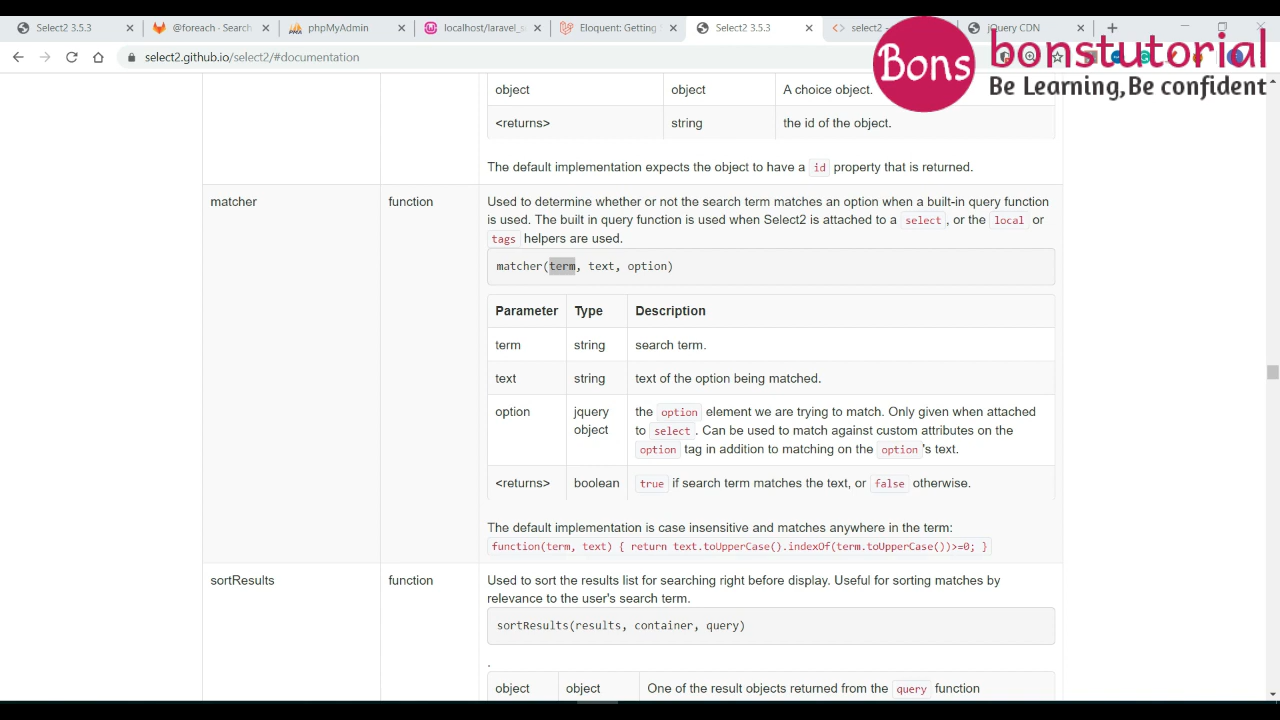 Select2 3.5.3
@foreach - Search
phpMyAdmin
localhost/laravel_s
Eloquent: Getting
Select2 3.5.3
select2 -
jQuery CDN
select2.github.io/select2/#documentation
Bons
bonstutorial
Be Learning,Be confident
object object A choice object.
<returns> string the id of the object.
The default implementation expects the object to have a id property that is returned.
matcher function Used to determine whether or not the search term matches an option when a built-in query function
is used. The built in query function is used when Select2 is attached to a select , or the local or
tags helpers are used.
matcher(term, text, option)
Parameter Type Description
term string search term.
text string text of the option being matched.
option jquery the option element we are trying to match. Only given when attached
object to select . Can be used to match against custom attributes on the
option tag in addition to matching on the option 's text.
<returns> boolean true if search term matches the text, or false otherwise.
The default implementation is case insensitive and matches anywhere in the term:
function(term, text) { return text.toUpperCase().indexOf(term.toUpperCase())>=0; }
sortResults function Used to sort the results list for searching right before display. Useful for sorting matches by
relevance to the user's search term.
sortResults(results, container, query)
.
object object One of the result objects returned from the query function